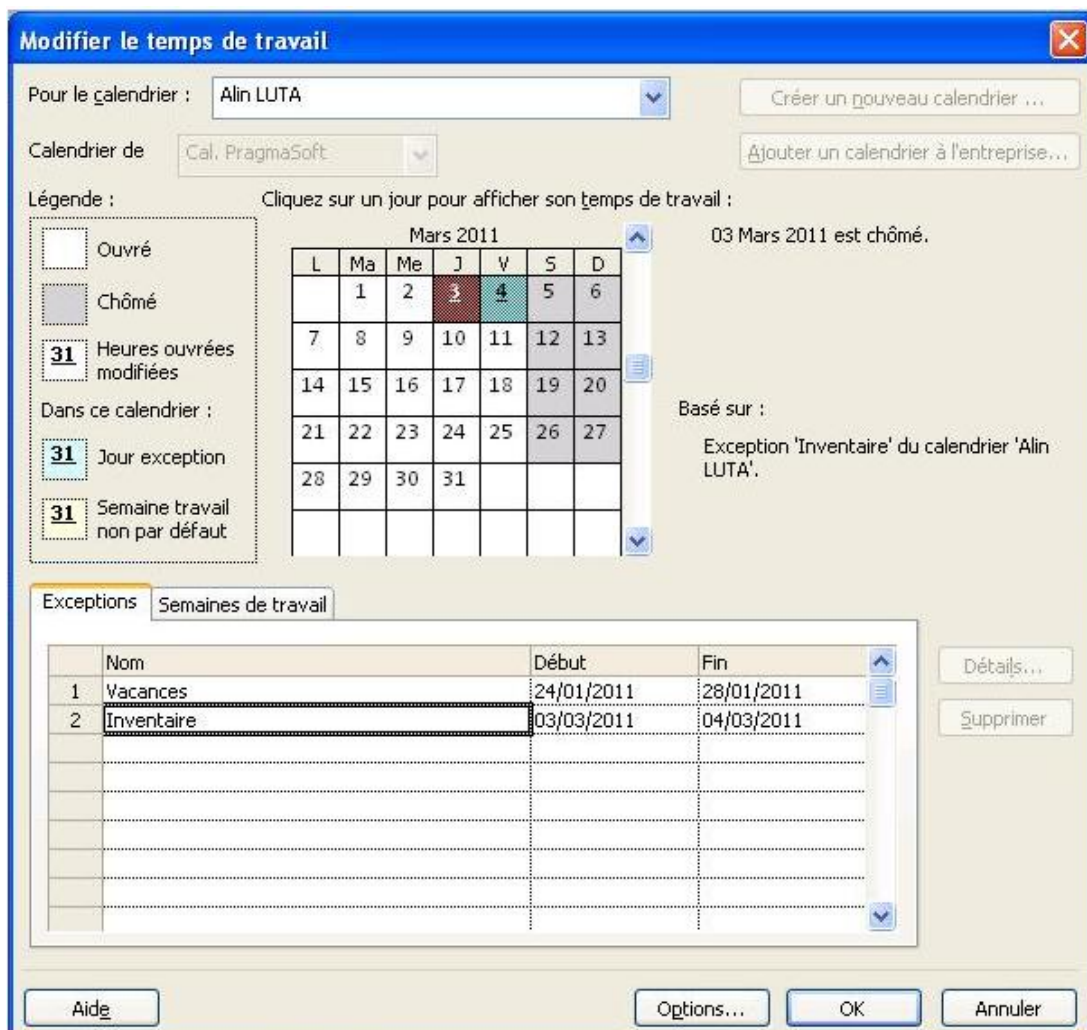 Modifier le temps de travail
Pour le calendrier : Alin LUTA Créer un nouveau calendrier ...
Calendrier de Cal. PragmaSoft Ajouter un calendrier à l'entreprise...
Légende : Cliquez sur un jour pour afficher son temps de travail :
Ouvré
Chômé
31 Heures ouvrées
modifiées
Dans ce calendrier :
31 Jour exception
31 Semaine travail
non par défaut
Mars 2011
L Ma Me J V S D
1 2 3 4 5 6
7 8 9 10 11 12 13
14 15 16 17 18 19 20
21 22 23 24 25 26 27
28 29 30 31
03 Mars 2011 est chômé.
Basé sur :
Exception 'Inventaire' du calendrier 'Alin
LUTA'.
Exceptions Semaines de travail
Nom Début Fin
1 Vacances 24/01/2011 28/01/2011
2 Inventaire 03/03/2011 04/03/2011
Détails...
Supprimer
Aide Options... OK Annuler